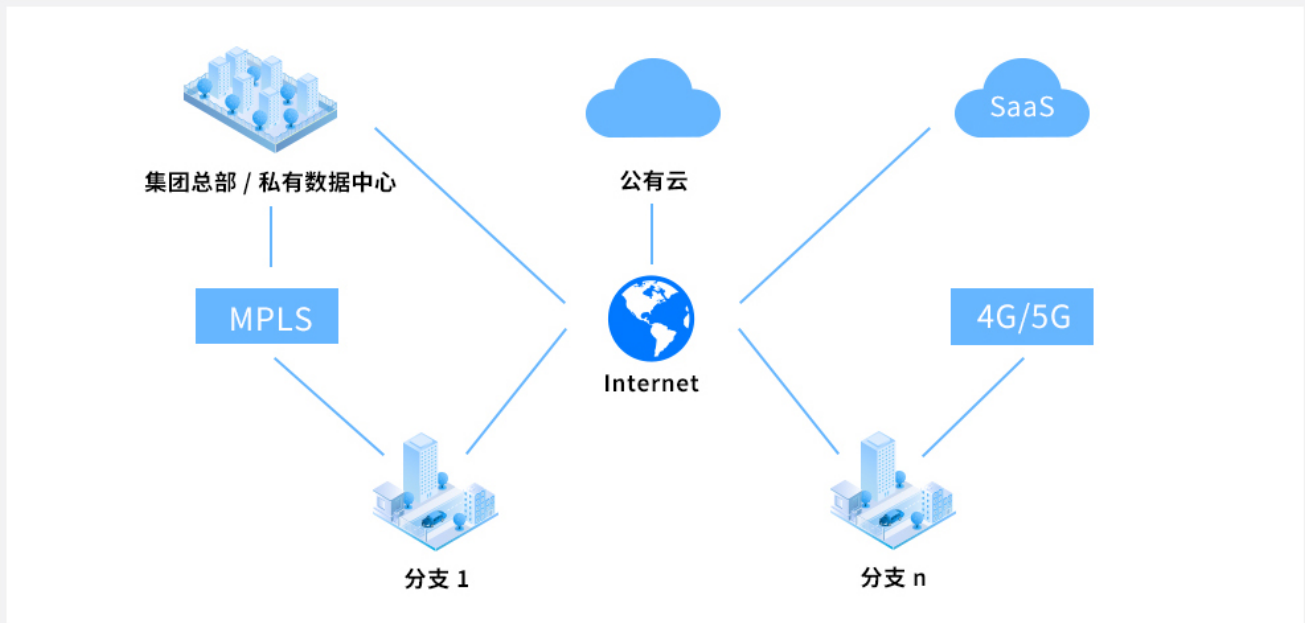 SaaS
集团总部 / 私有数据中心
公有云
MPLS
4G/5G
Internet
分支 1
分支 n